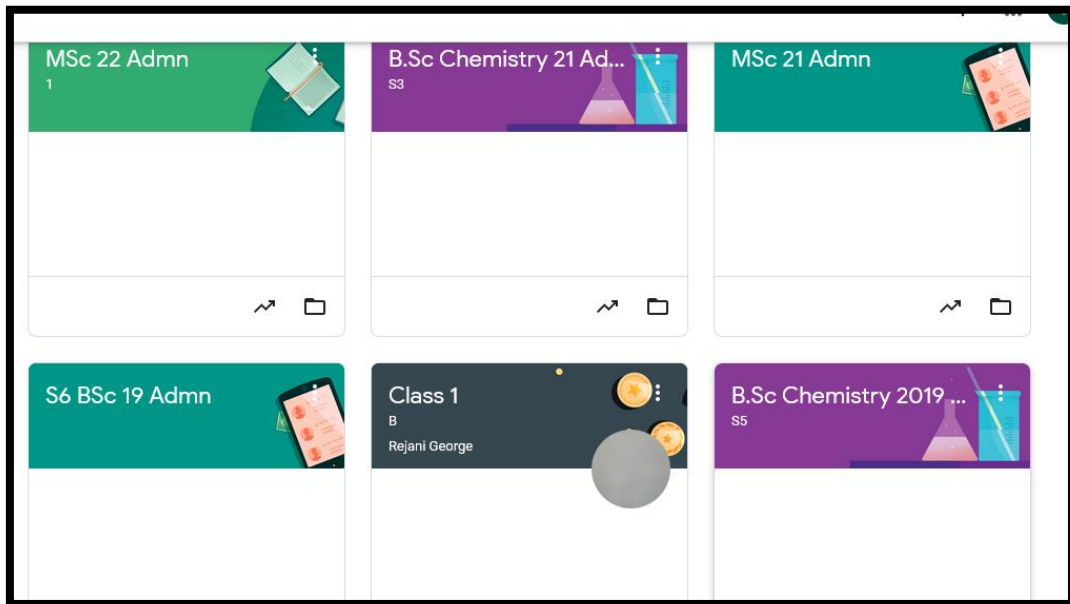 MSc 22 Admn
1
B.Sc Chemistry 21 Ad...
S3
MSc 21 Admn
S6 BSc 19 Admn
Class 1
B
Rejani George
B.Sc Chemistry 2019 ...
S5